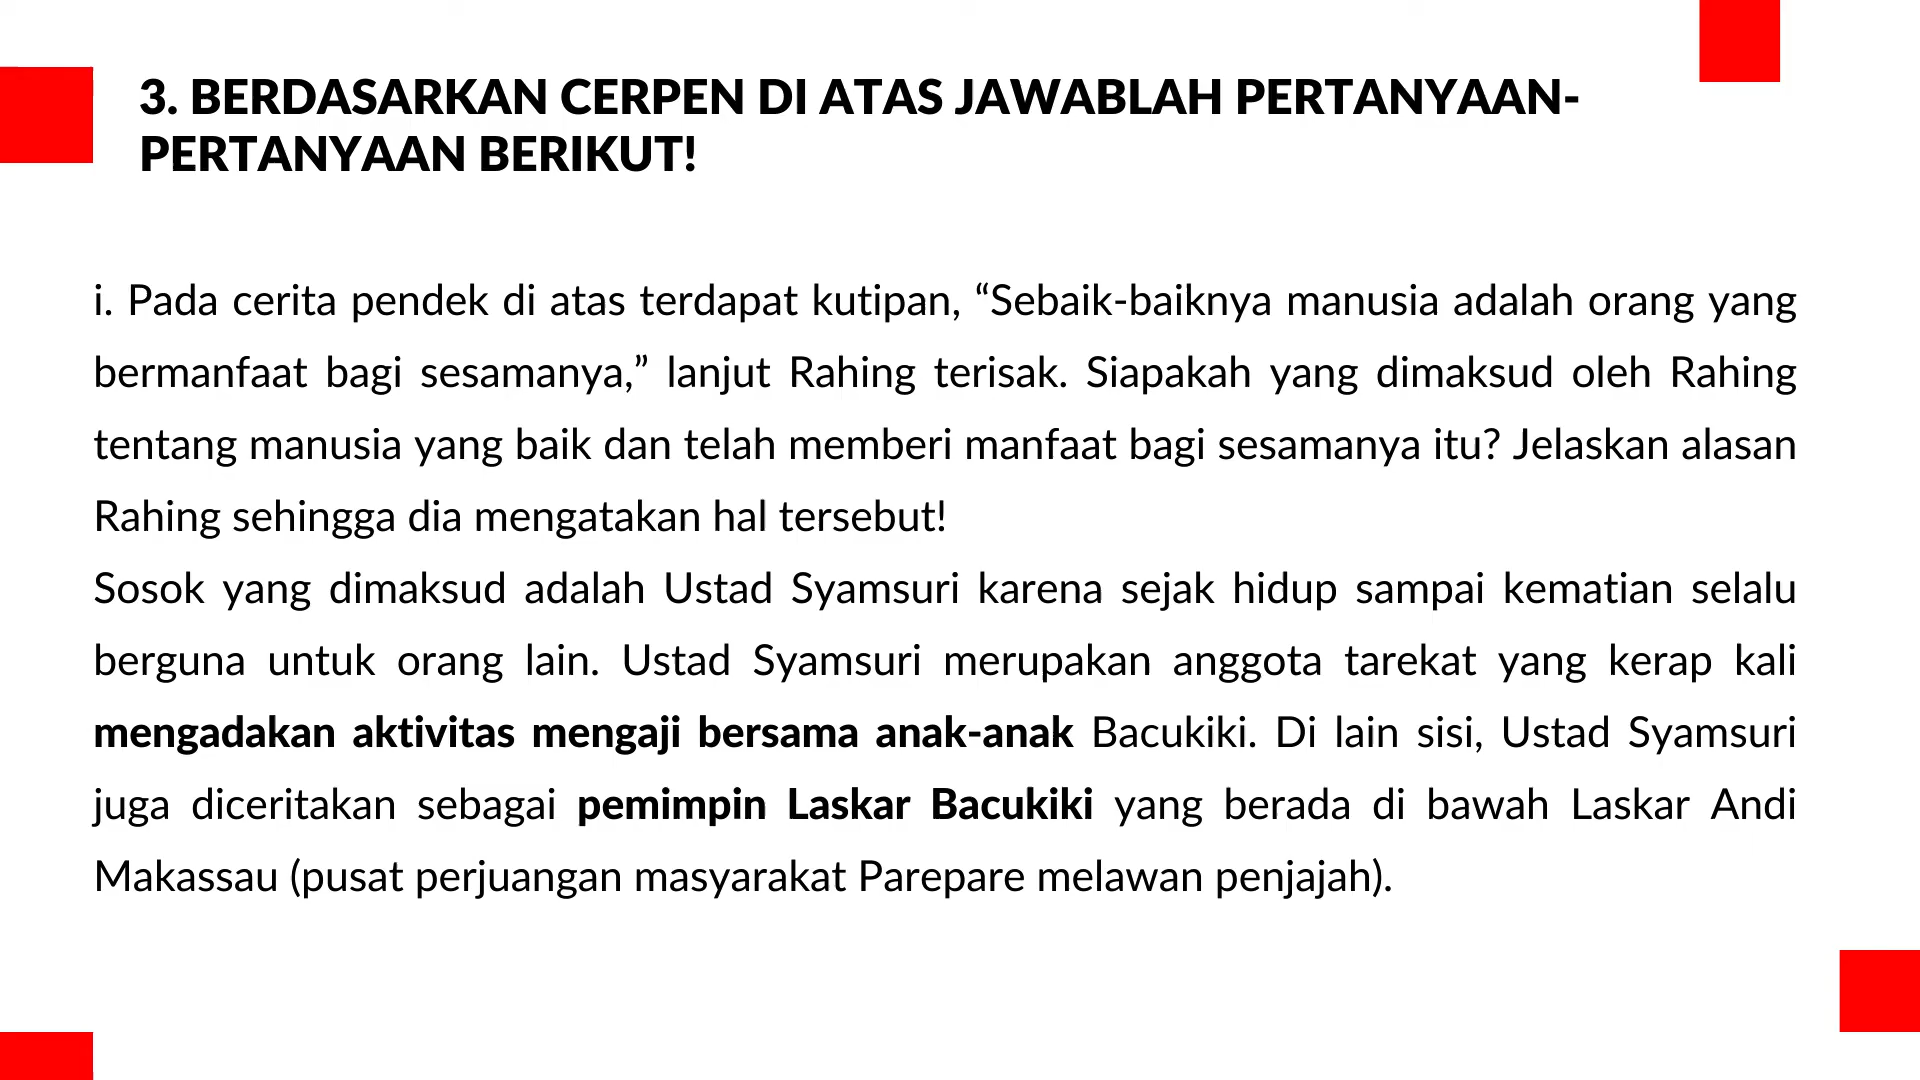 3. BERDASARKAN CERPEN DI ATAS JAWABLAH PERTANYAAN-
PERTANYAAN BERIKUT!
i. Pada cerita pendek di atas terdapat kutipan, “Sebaik-baiknya manusia adalah orang yang
bermanfaat bagi sesamanya,” lanjut Rahing terisak. Siapakah yang dimaksud oleh Rahing
tentang manusia yang baik dan telah memberi manfaat bagi sesamanya itu? Jelaskan alasan
Rahing sehingga dia mengatakan hal tersebut!
Sosok yang dimaksud adalah Ustad Syamsuri karena sejak hidup sampai kematian selalu
berguna untuk orang lain. Ustad Syamsuri merupakan anggota tarekat yang kerap kali
mengadakan aktivitas mengaji bersama anak-anak Bacukiki. Di lain sisi, Ustad Syamsuri
juga diceritakan sebagai pemimpin Laskar Bacukiki yang berada di bawah Laskar Andi
Makassau (pusat perjuangan masyarakat Parepare melawan penjajah).